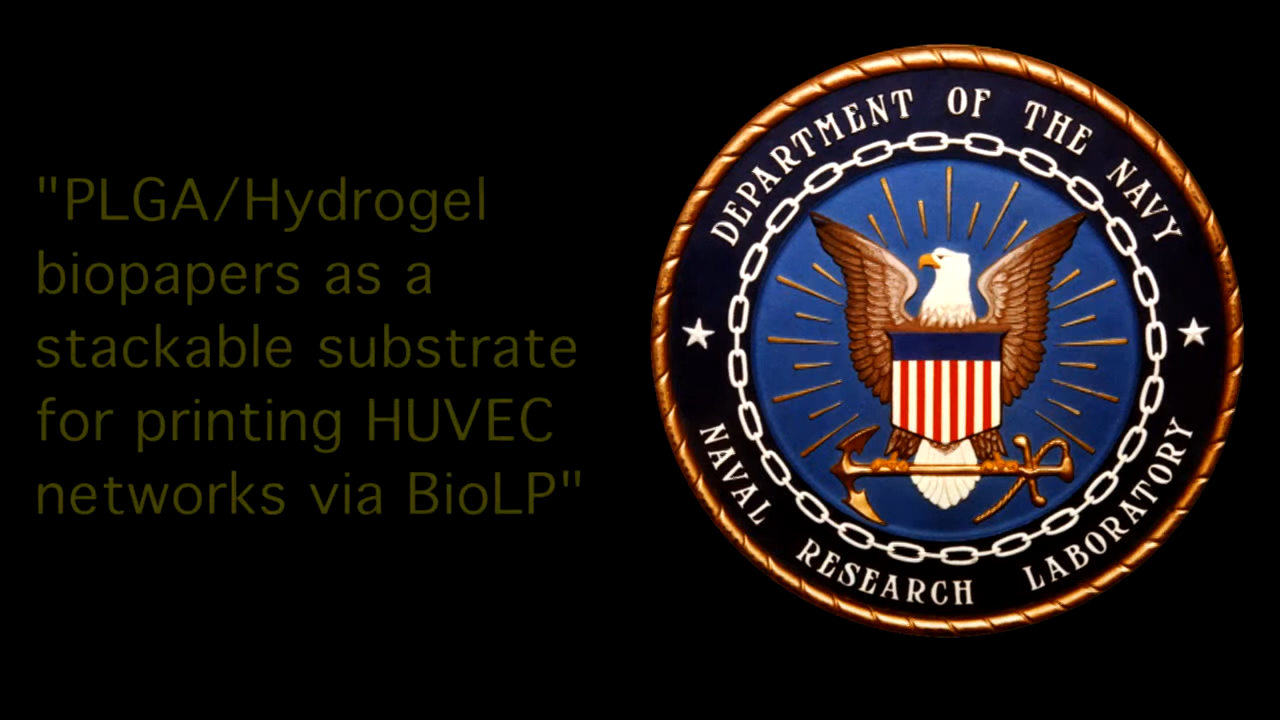 "PLGA/Hydrogel
biopapers as a
stackable substrate
for printing HUVEC
networks via BioLP"
DEPARTMENT OF THE NAVY
NAVAL RESEARCH LABORATORY